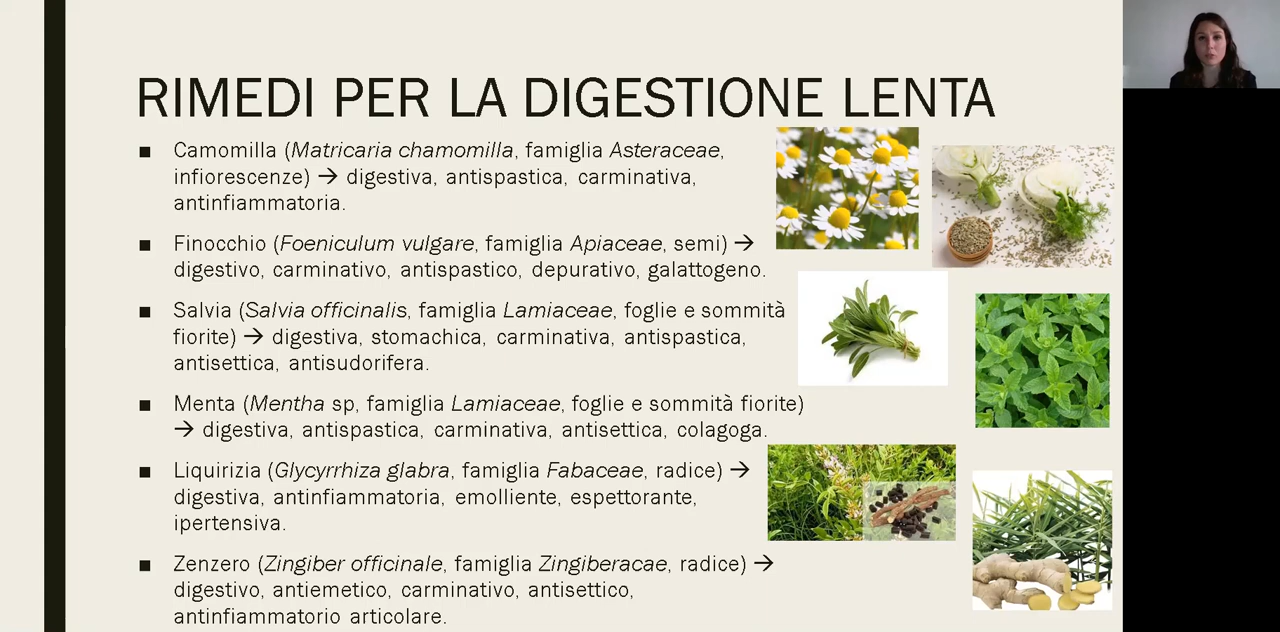 RIMEDI PER LA DIGESTIONE LENTA
■ Camomilla (Matricaria chamomilla, famiglia Asteraceae,
infiorescenze) → digestiva, antispastica, carminativa,
antinfiammatoria.
■ Finocchio (Foeniculum vulgare, famiglia Apiaceae, semi) →
digestivo, carminativo, antispastico, depurativo, galattogeno.
■ Salvia (Salvia officinalis, famiglia Lamiaceae, foglie e sommità
fiorite) → digestiva, stomachica, carminativa, antispastica,
antisettica, antisudorifera.
■ Menta (Mentha sp, famiglia Lamiaceae, foglie e sommità fiorite)
→ digestiva, antispastica, carminativa, antisettica, colagoga.
■ Liquirizia (Glycyrrhiza glabra, famiglia Fabaceae, radice) →
digestiva, antinfiammatoria, emolliente, espettorante,
ipertensiva.
■ Zenzero (Zingiber officinale, famiglia Zingiberacae, radice) →
digestivo, antiemetico, carminativo, antisettico,
antinfiammatorio articolare.